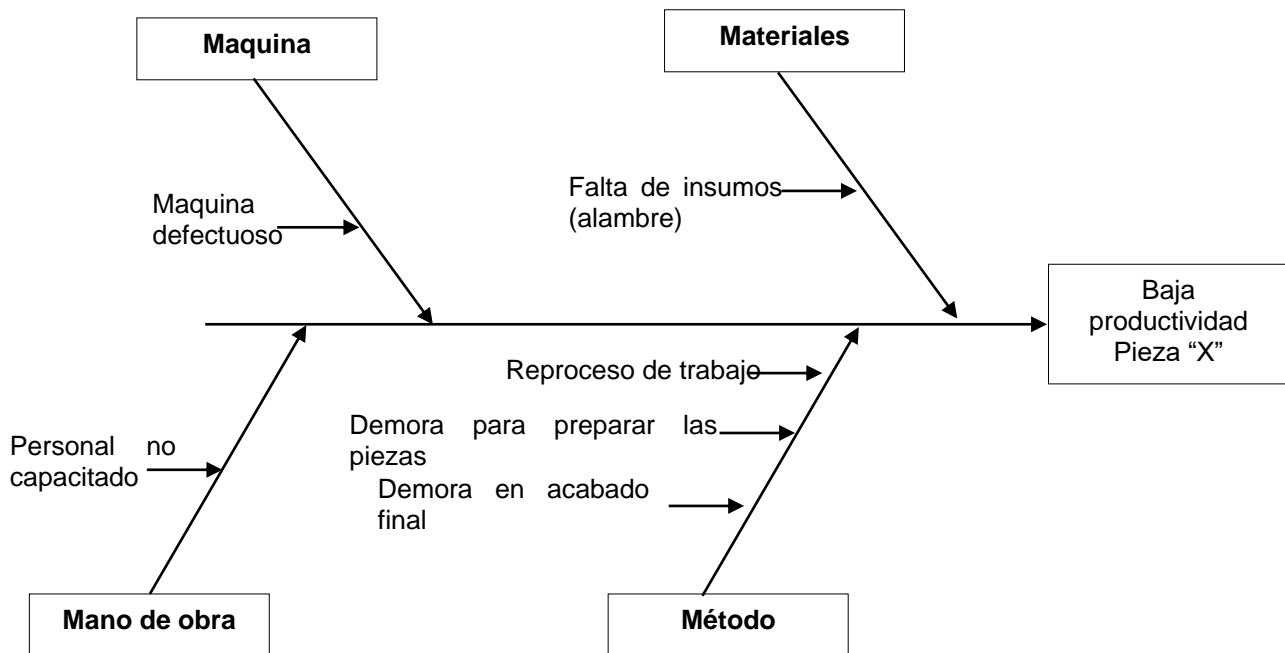 Maquina
Materiales
Maquina
defectuoso
Falta de insumos
(alambre)
Baja
productividad
Pieza “X”
Reproceso de trabajo
Demora para preparar las
piezas
Personal no
capacitado
Demora en acabado
final
Mano de obra
Método